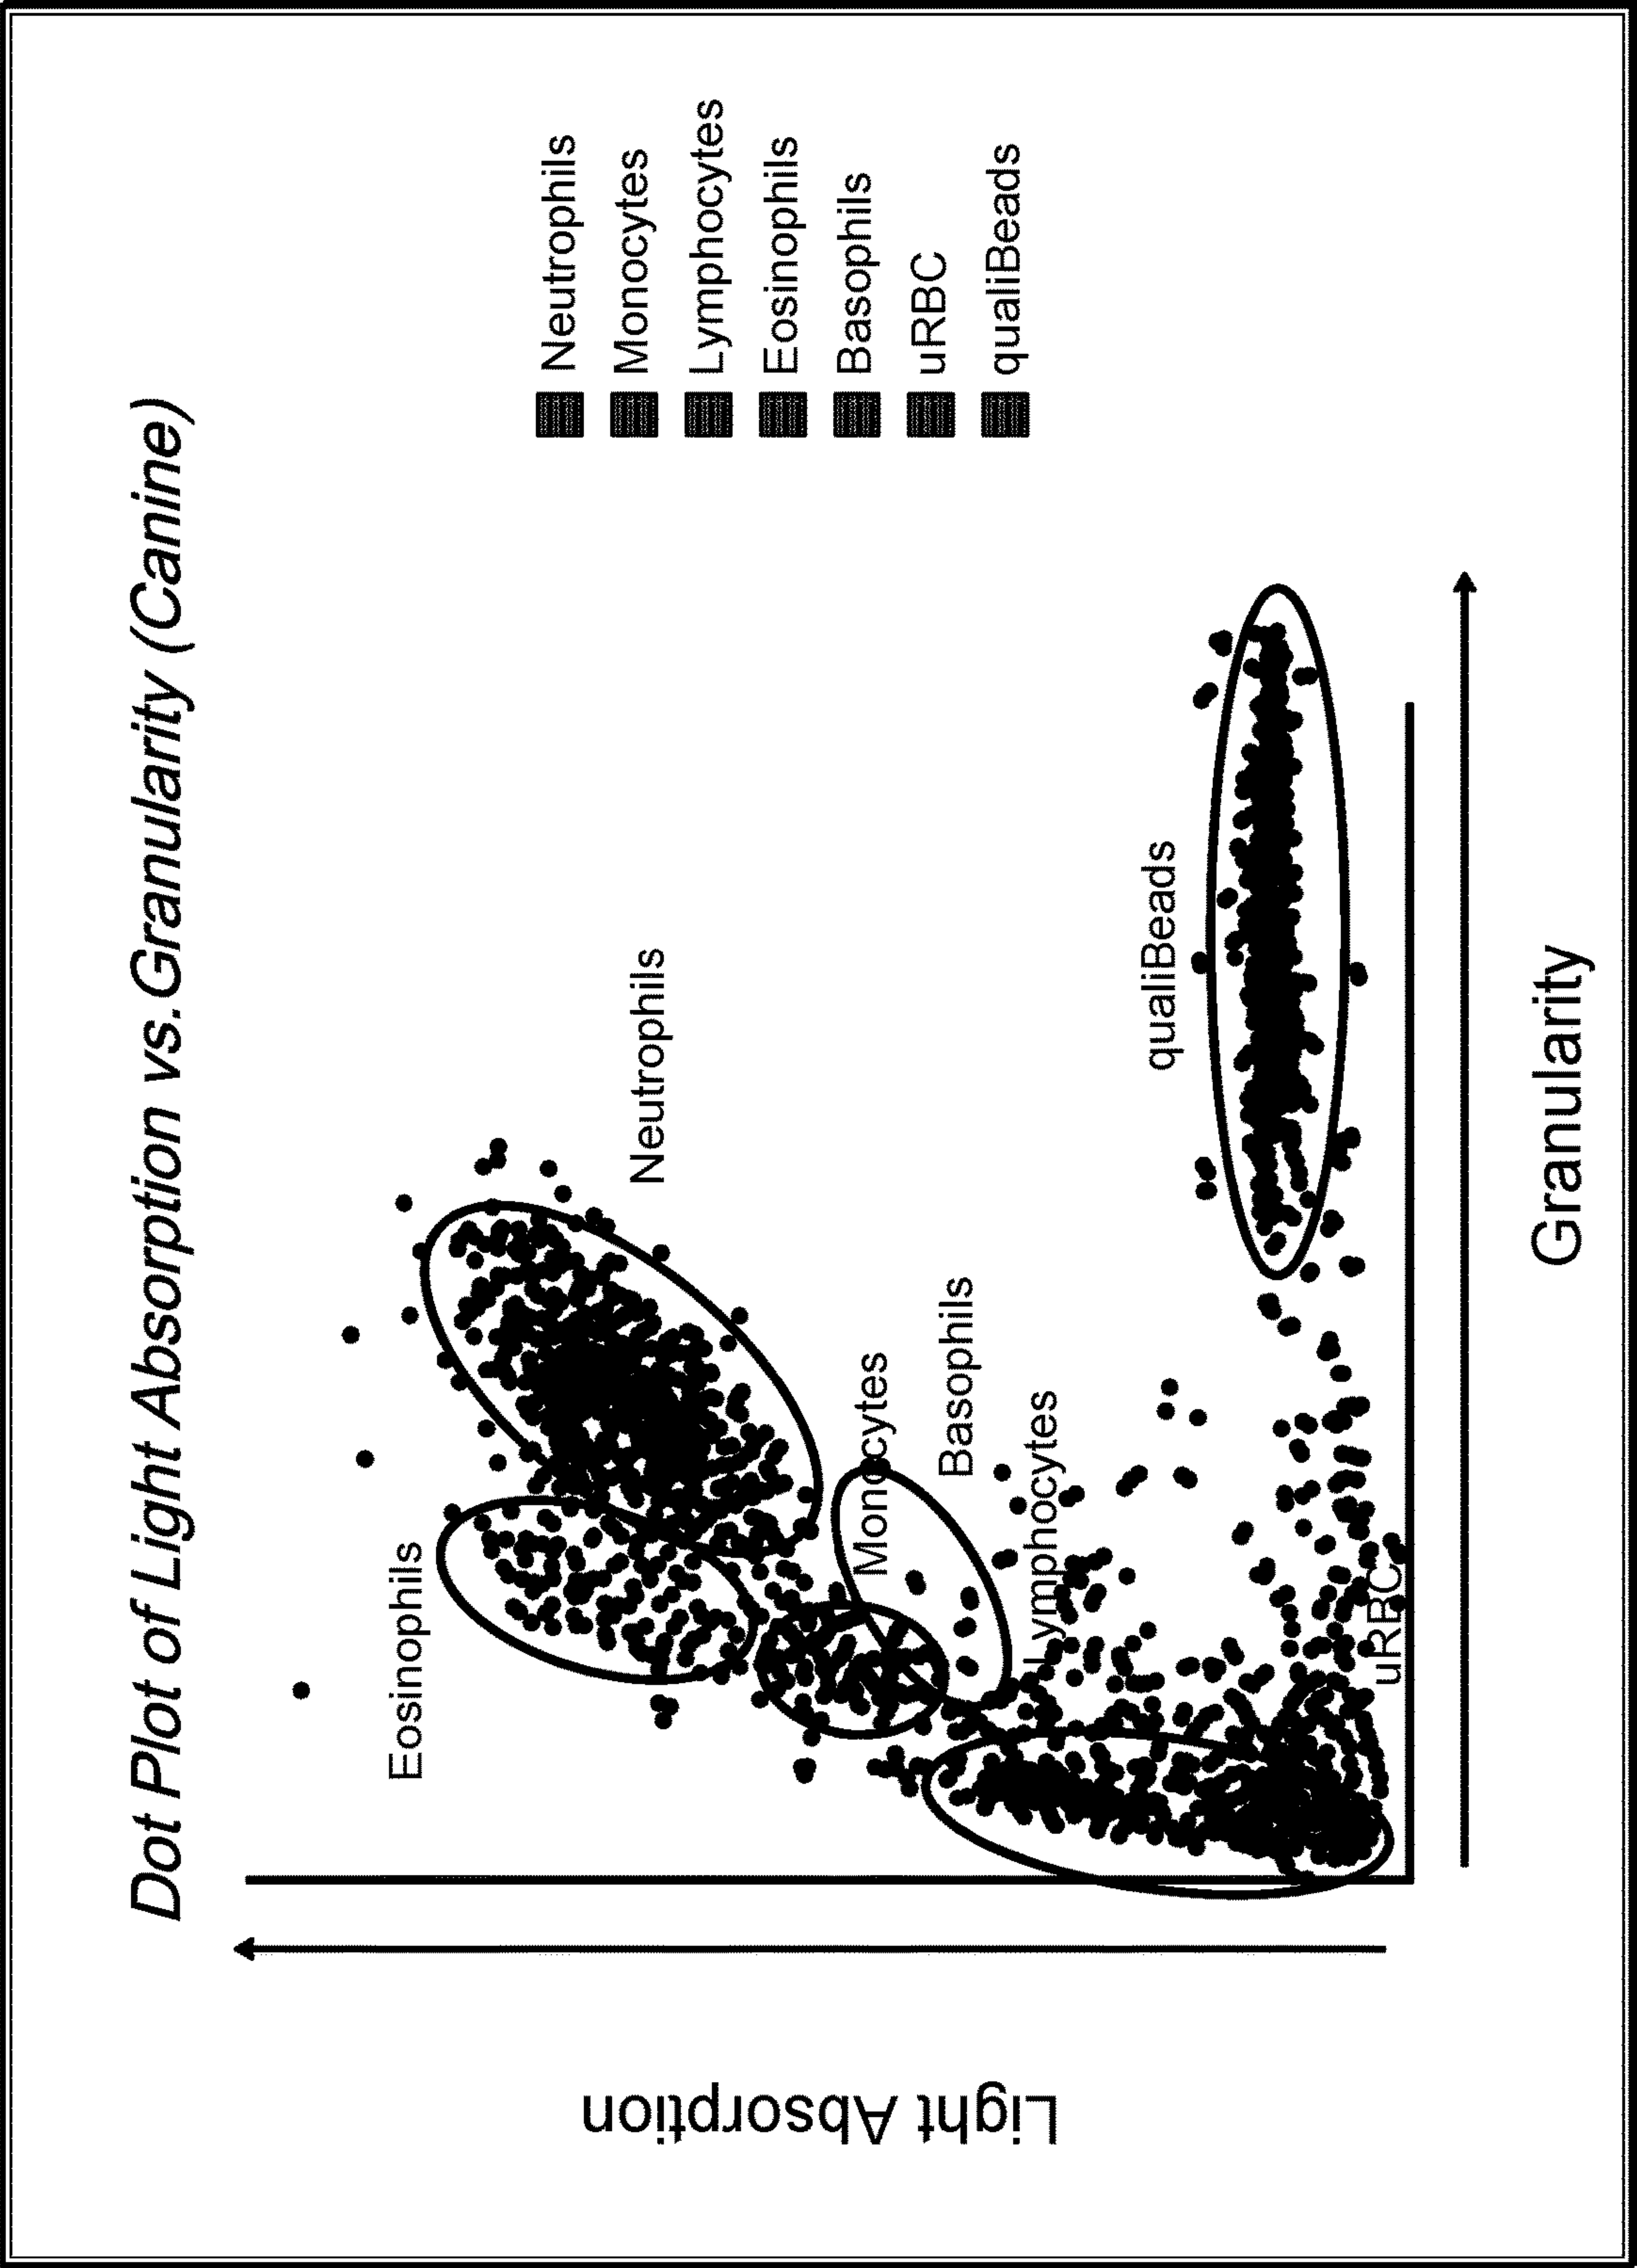 Dot Plot of Light Absorption vs.Granularity (Canine)
Light Absorption
Eosinophils
Neutrophils
Monocytes
Basophils
Lymphocytes
qualiBeads
uRBC
Granularity
Neutrophils
Monocytes
Lymphocytes
Eosinophils
Basophils
uRBC
qualiBeads